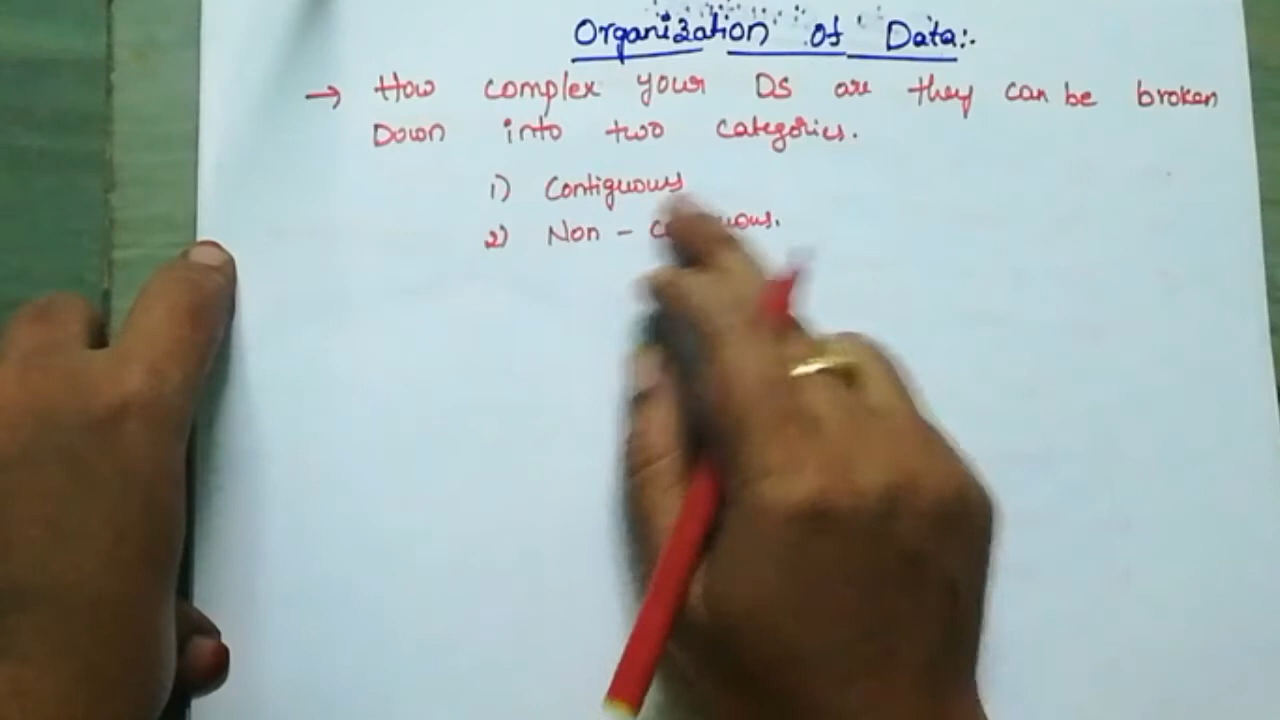 Organization of Data:.
→ How complex your DS are they can be broken
Down into two categories.
1) Contiguous
2) Non -